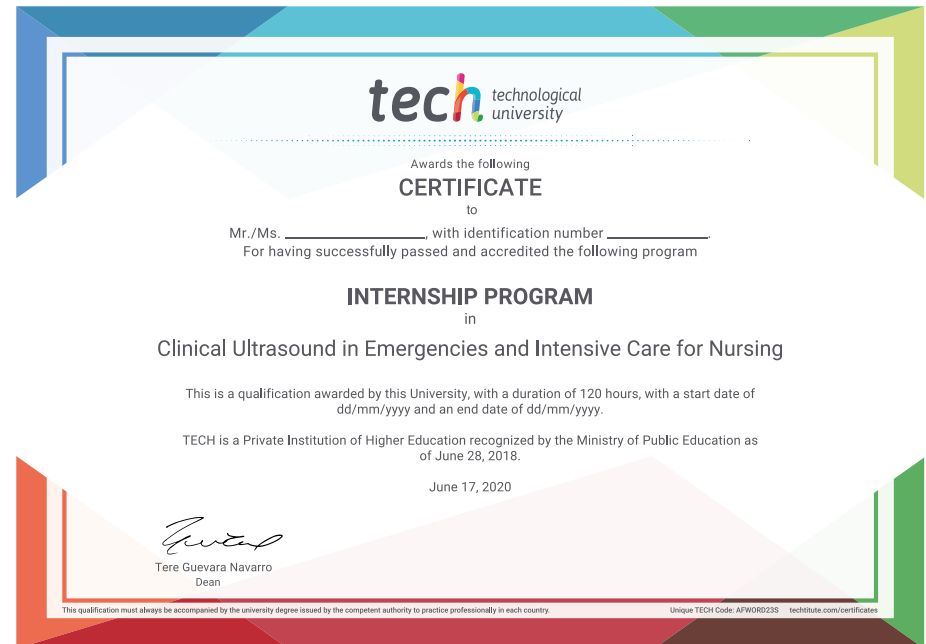 tech technological
university
Awards the following
CERTIFICATE
to
Mr./Ms. ____________________, with identification number ______________.
For having successfully passed and accredited the following program
INTERNSHIP PROGRAM
in
Clinical Ultrasound in Emergencies and Intensive Care for Nursing
This is a qualification awarded by this University, with a duration of 120 hours, with a start date of
dd/mm/yyyy and an end date of dd/mm/yyyy.
TECH is a Private Institution of Higher Education recognized by the Ministry of Public Education as
of June 28, 2018.
June 17, 2020
Tere Guevara Navarro
Dean
This qualification must always be accompanied by the university degree issued by the competent authority to practice professionally in each country.
Unique TECH Code: AFWORD23S techtitute.com/certificates